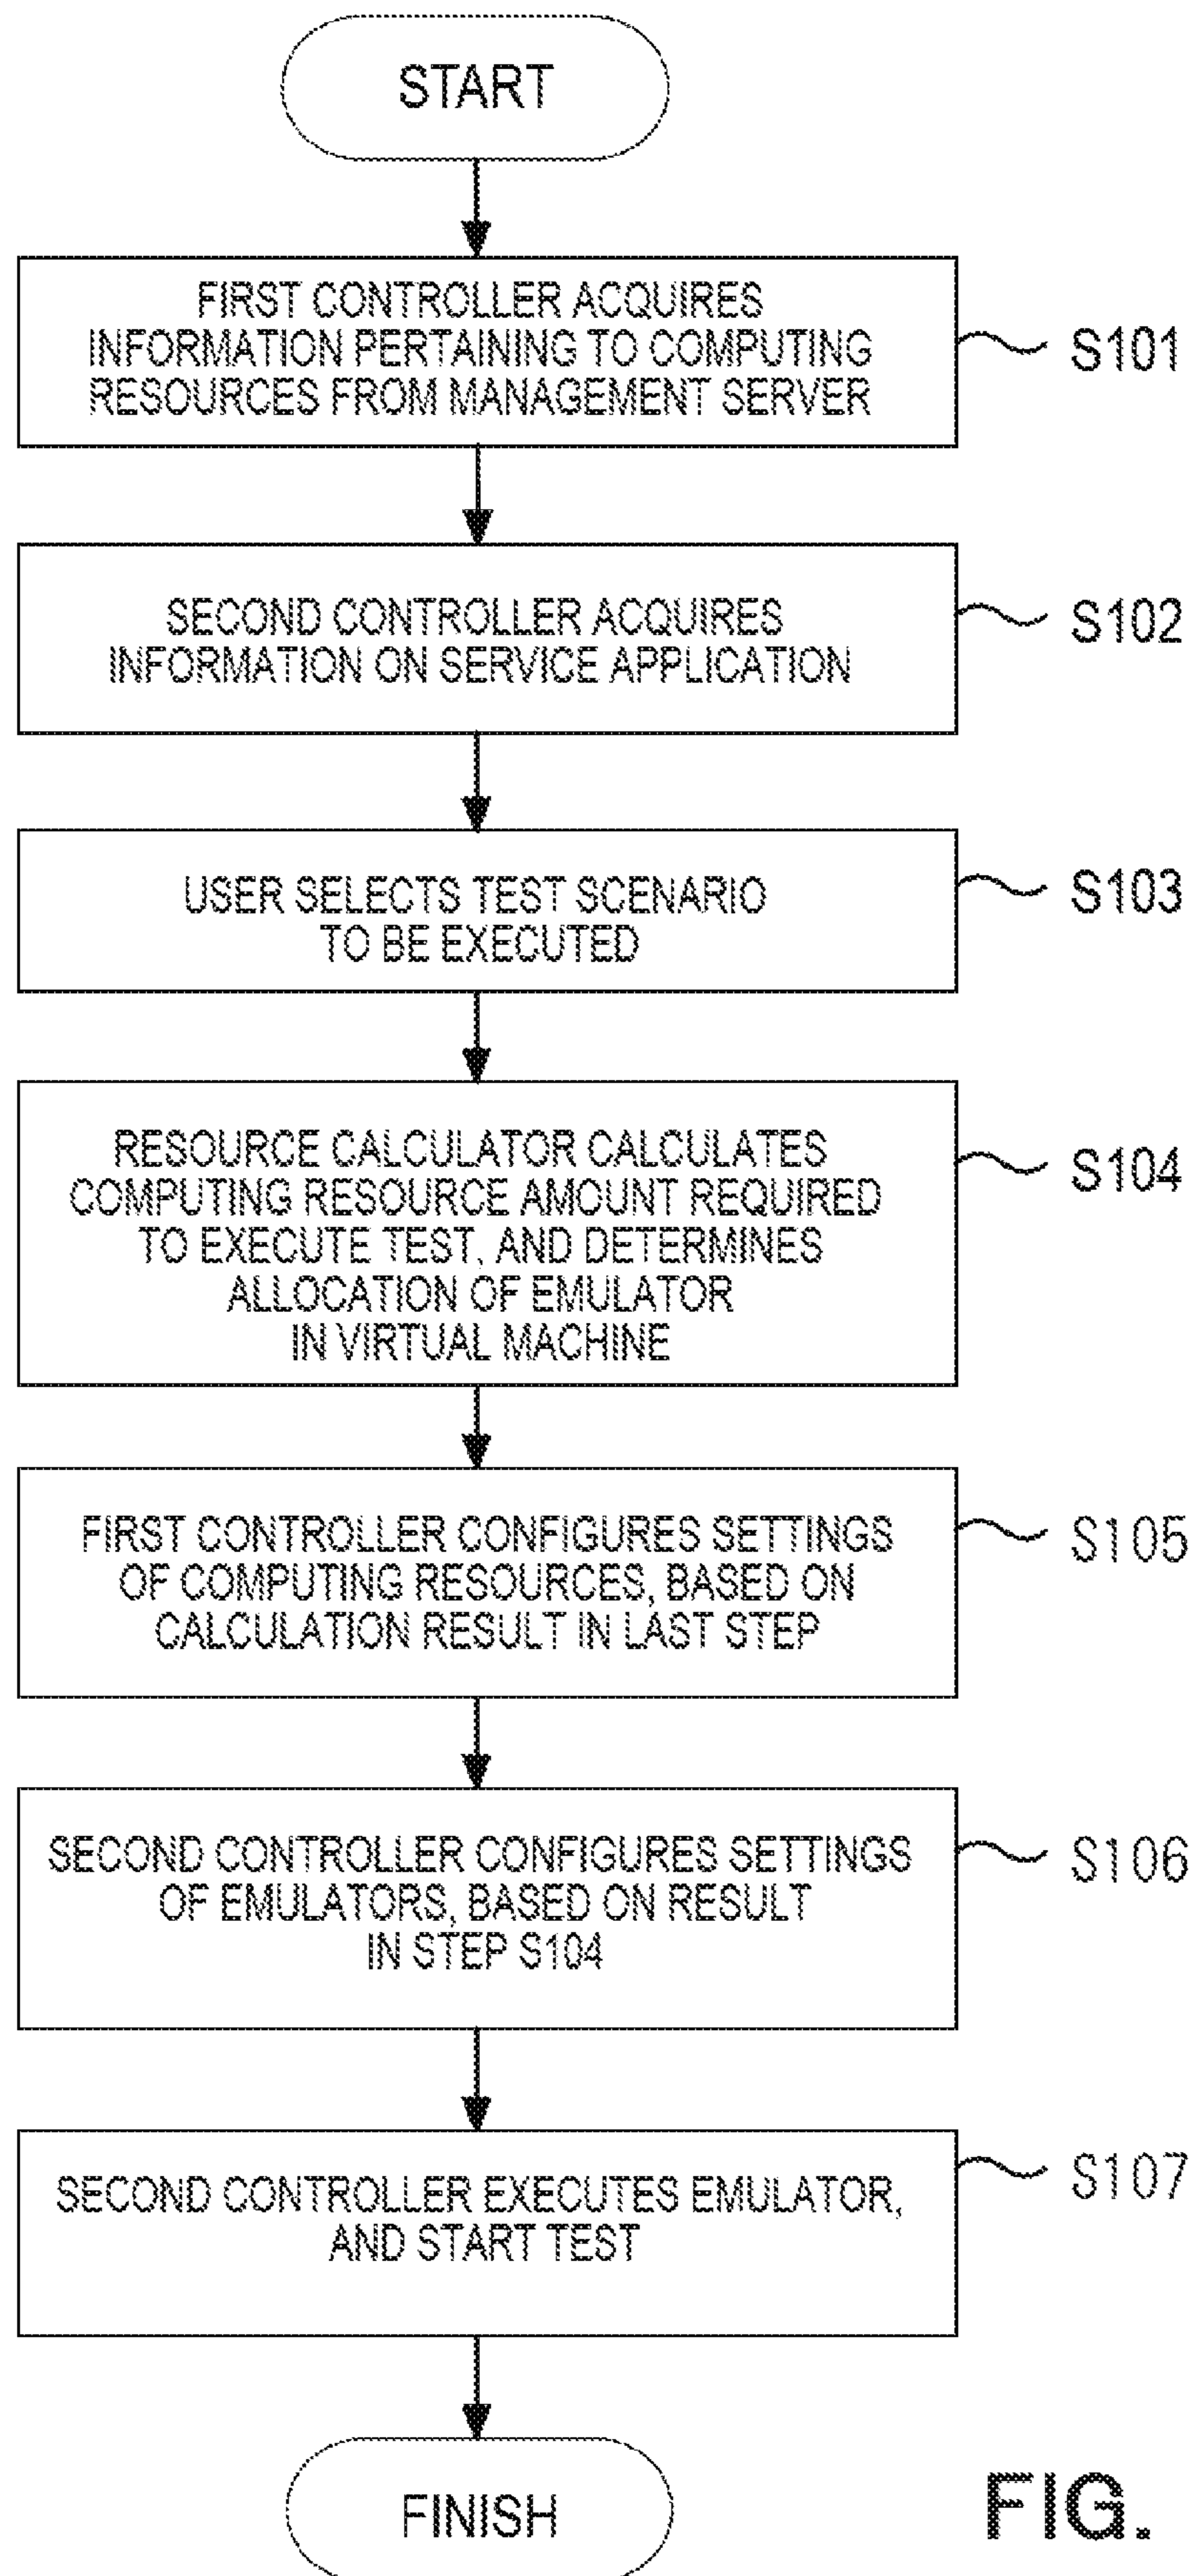 START
FIRST CONTROLLER ACQUIRES
INFORMATION PERTAINING TO COMPUTING
RESOURCES FROM MANAGEMENT SERVER
S101
SECOND CONTROLLER ACQUIRES
INFORMATION ON SERVICE APPLICATION
S102
USER SELECTS TEST SCENARIO
TO BE EXECUTED
S103
RESOURCE CALCULATOR CALCULATES
COMPUTING RESOURCE AMOUNT REQUIRED
TO EXECUTE TEST, AND DETERMINES
ALLOCATION OF EMULATOR
IN VIRTUAL MACHINE
S104
FIRST CONTROLLER CONFIGURES SETTINGS
OF COMPUTING RESOURCES, BASED ON
CALCULATION RESULT IN LAST STEP
S105
SECOND CONTROLLER CONFIGURES SETTINGS
OF EMULATORS, BASED ON RESULT
IN STEP S104
S106
SECOND CONTROLLER EXECUTES EMULATOR,
AND START TEST
S107
FINISH
FIG.